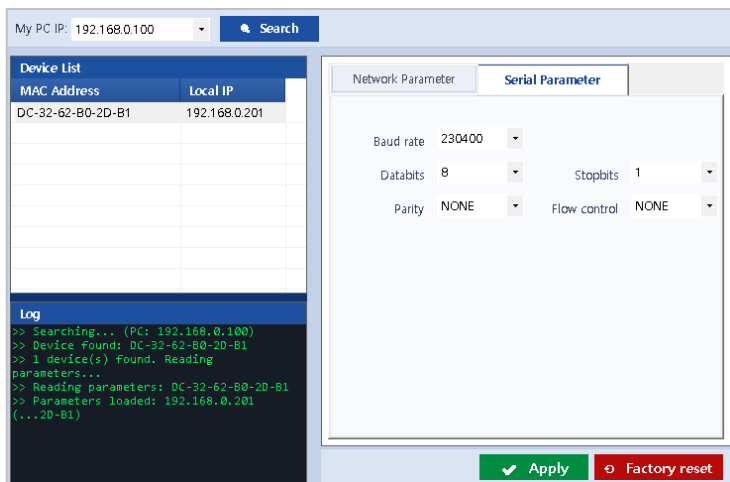 My PC IP: 192.168.0.100 Search
Device List
MAC Address Local IP
DC-32-62-B0-2D-B1 192.168.0.201
Log
>> Searching... (PC: 192.168.0.100)
>> Device found: DC-32-62-B0-2D-B1
>> 1 device(s) found. Reading
parameters...
>> Reading parameters: DC-32-62-B0-2D-B1
>> Parameters loaded: 192.168.0.201
(...2D-B1)
Network Parameter Serial Parameter
Baud rate 230400
Databits 8 Stopbits 1
Parity NONE Flow control NONE
Apply Factory reset